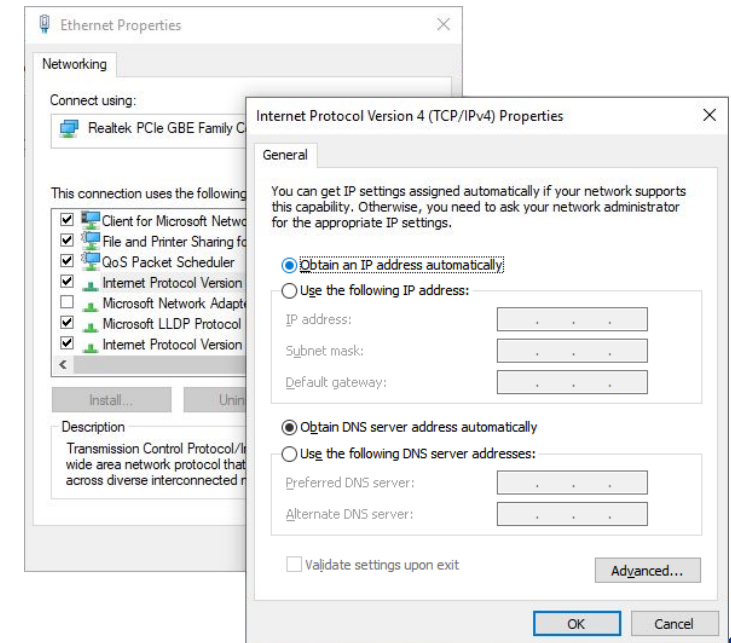 Ethernet Properties
Networking
Connect using:
Realtek PCIe GBE Family
This connection uses the following
Client for Microsoft
File and Printer Sharing
QoS Packet Scheduler
Internet Protocol Version
Microsoft Network
Microsoft LLDP Protocol
Internet Protocol Version
Install...
Description
Transmission Control
wide area network protocol that
across diverse interconnected
Internet Protocol Version 4 (TCP/IPv4) Properties
General
You can get IP settings assigned automatically if your network supports
this capability. Otherwise, you need to ask your network administrator
for the appropriate IP settings.
Obtain an IP address automatically
Use the following IP address:
IP address:
Subnet mask:
Default gateway:
Obtain DNS server address automatically
Use the following DNS server addresses:
Preferred DNS server:
Alternate DNS server:
Validate settings upon exit
Advanced...
OK
Cancel